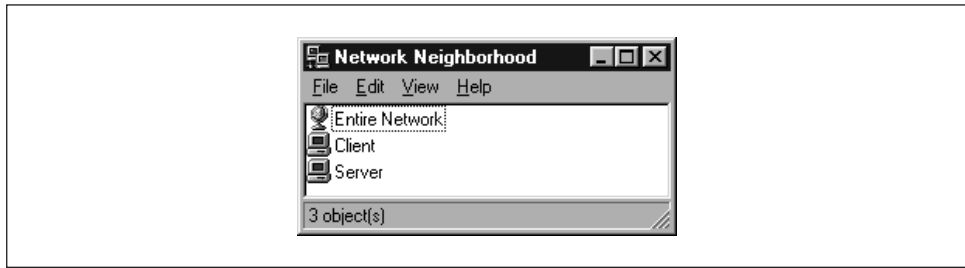 Network Neighborhood
File Edit View Help
Entire Network
Client
Server
3 object(s)